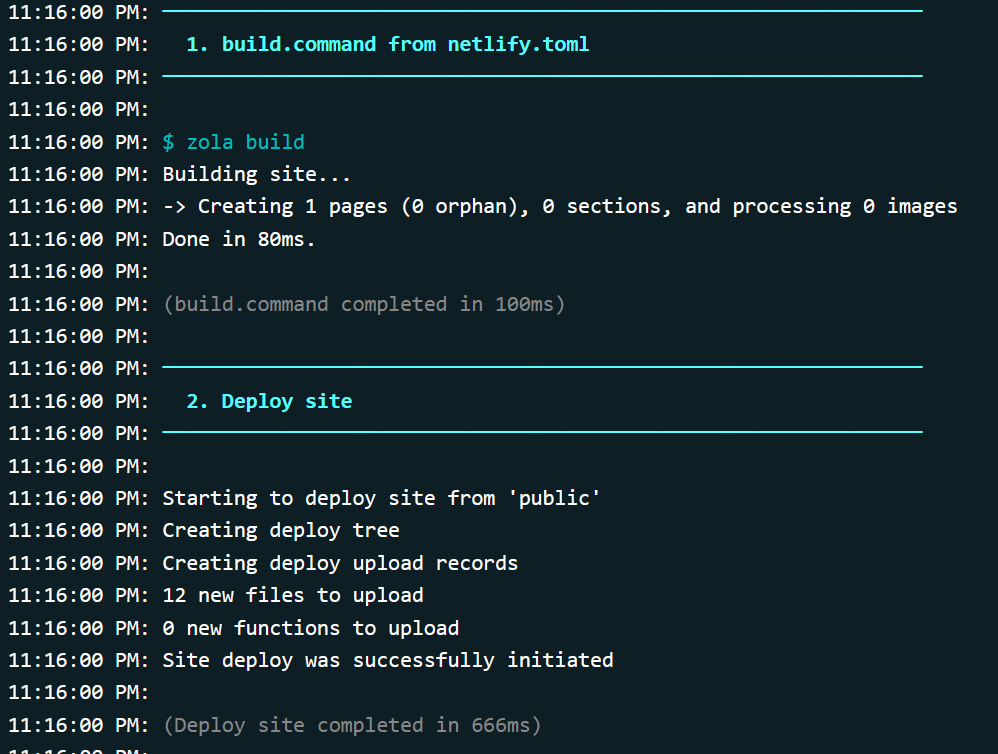 11:16:00 PM:
11:16:00 PM: 1. build.command from netlify.toml
11:16:00 PM:
11:16:00 PM:
11:16:00 PM: $ zola build
11:16:00 PM: Building site...
11:16:00 PM: -> Creating 1 pages (0 orphan), 0 sections, and processing 0 images
11:16:00 PM: Done in 80ms.
11:16:00 PM:
11:16:00 PM: (build.command completed in 100ms)
11:16:00 PM:
11:16:00 PM:
11:16:00 PM: 2. Deploy site
11:16:00 PM:
11:16:00 PM:
11:16:00 PM: Starting to deploy site from 'public'
11:16:00 PM: Creating deploy tree
11:16:00 PM: Creating deploy upload records
11:16:00 PM: 12 new files to upload
11:16:00 PM: 0 new functions to upload
11:16:00 PM: Site deploy was successfully initiated
11:16:00 PM:
11:16:00 PM: (Deploy site completed in 666ms)